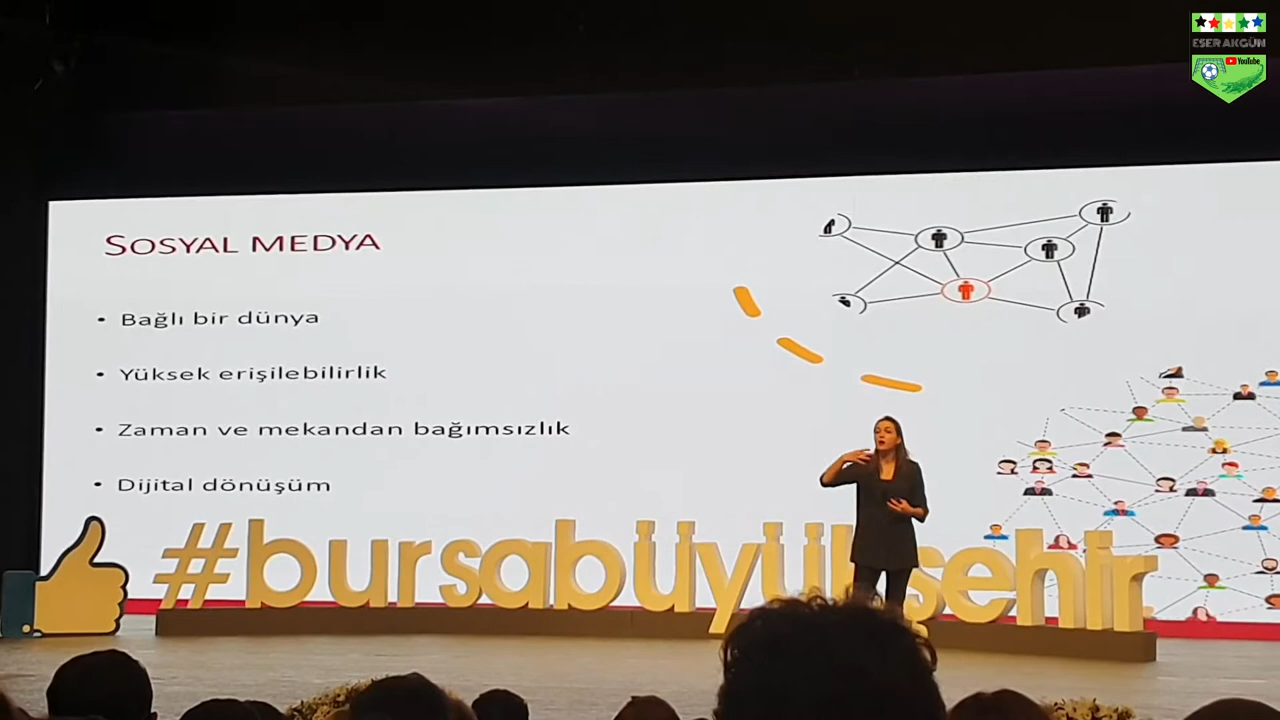 ESER AKGÜN
YouTube
SOSYAL MEDYA
• Bağlı bir dünya
• Yüksek erişilebilirlik
• Zaman ve mekandan bağımsızlık
• Dijital dönüşüm
#bursabüyükşehir